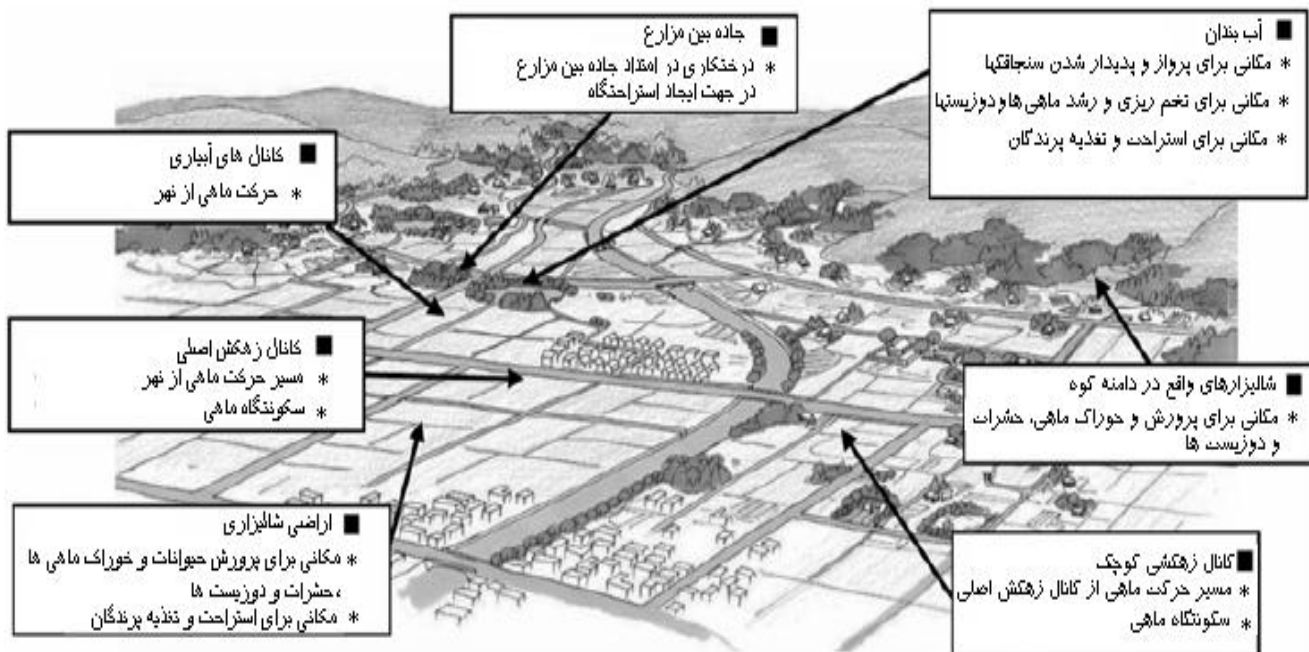 ■ آب بندان
* مکانی برای پرواز و پدیدار شدن سنجاقکها
* مکانی برای تخم ریزی و رشد ماهی ها و دوزیستها
* مکانی برای استراحت و تغذیه پرندگان
■ جاده بین مزارع
* درختکاری در امتداد جاده بین مزارع
در جهت ایجاد استراحتگاه
■ کانال های آبیاری
* حرکت ماهی از نهر
■ کانال زهکش اصلی
* مسیر حرکت ماهی از نهر
* سکونتگاه ماهی
■ شالیزارهای واقع در دامنه کوه
* مکانی برای پرورش و خوراک ماهی، حشرات
و دوزیست ها
■ اراضی شالیزاری
* مکانی برای پرورش حیوانات و خوراک ماهی ها
،حشرات و دوزیست ها
* مکانی برای استراحت و تغذیه پرندگان
■ کانال زهکشی کوچک
* مسیر حرکت ماهی از کانال زهکش اصلی
* سکونتگاه ماهی